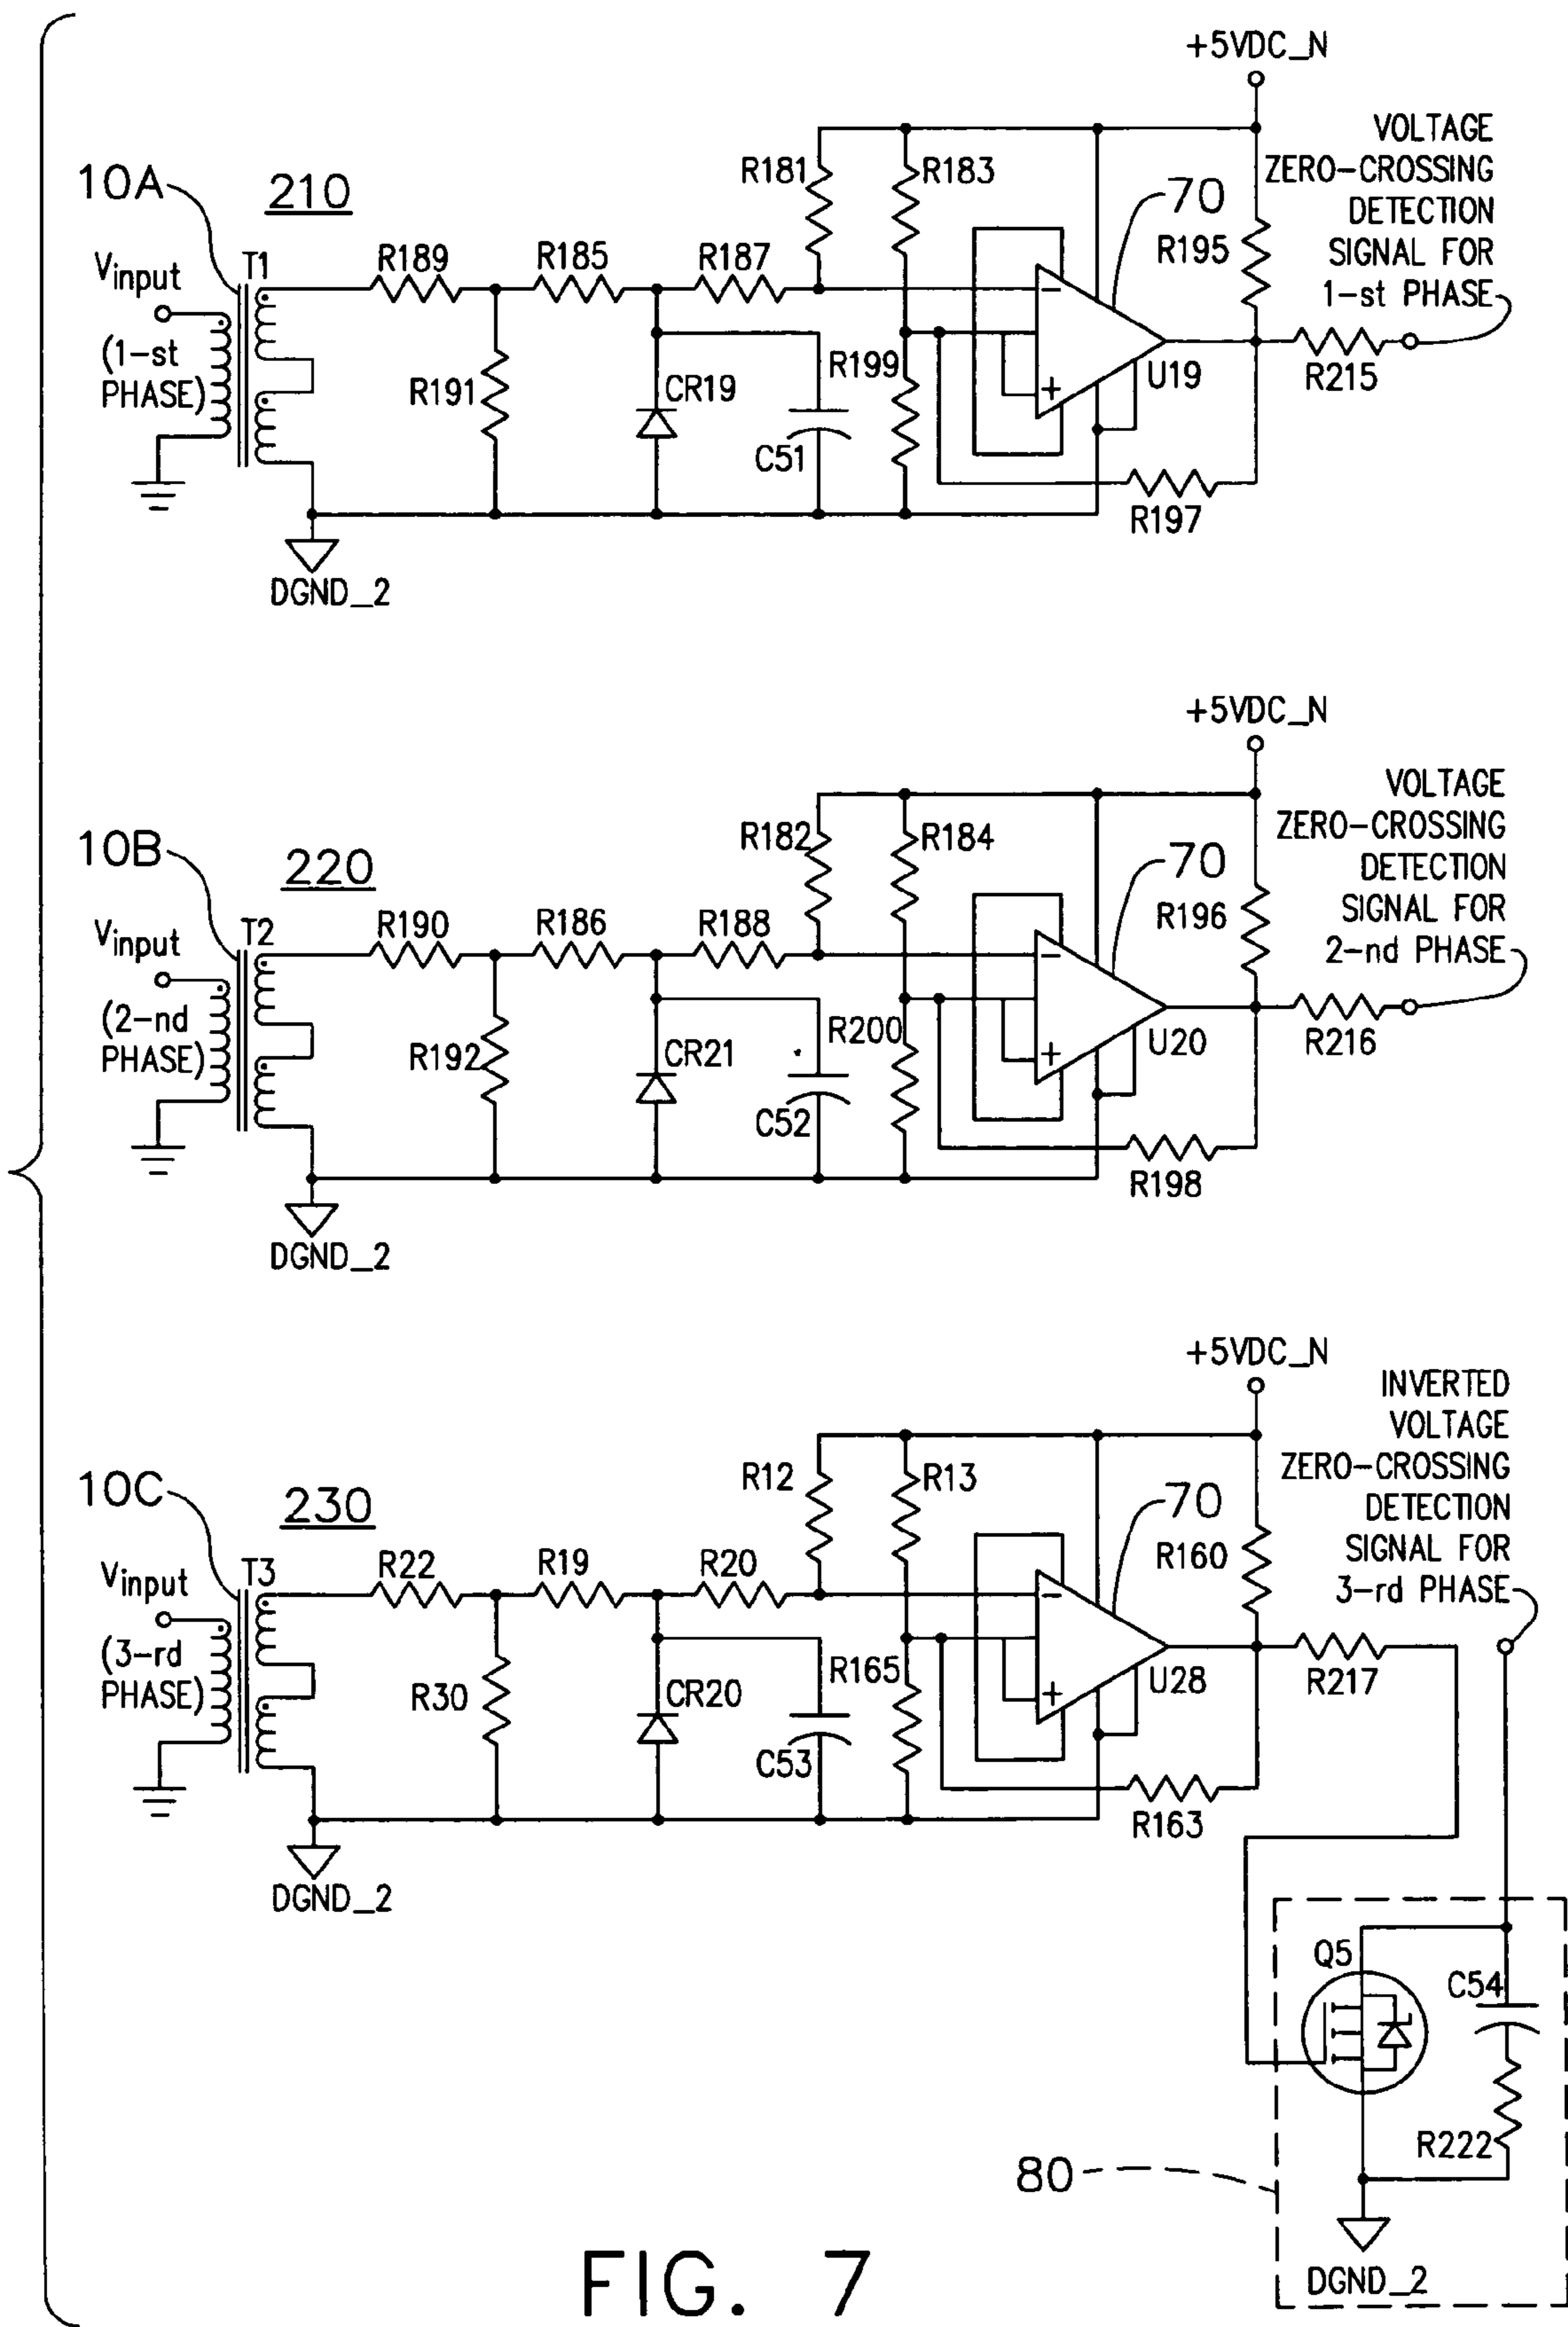 +5VDC_N
VOLTAGE
ZERO-CROSSING
DETECTION
SIGNAL FOR
1-st PHASE
10A
210
R181
R183
70
R195
Vinput
T1
R189
R185
R187
(1-st
PHASE)
R191
CR19
C51
R199
−
+
U19
R215
R197
DGND_2
+5VDC_N
VOLTAGE
ZERO-CROSSING
DETECTION
SIGNAL FOR
2-nd PHASE
10B
220
R182
R184
70
R196
Vinput
T2
R190
R186
R188
(2-nd
PHASE)
R192
CR21
C52
R200
−
+
U20
R216
R198
DGND_2
+5VDC_N
INVERTED
VOLTAGE
ZERO-CROSSING
DETECTION
SIGNAL FOR
3-rd PHASE
10C
230
R12
R13
70
R160
Vinput
T3
R22
R19
R20
(3-rd
PHASE)
R30
CR20
C53
R165
−
+
U28
R217
R163
DGND_2
Q5
C54
R222
80
DGND_2
FIG. 7